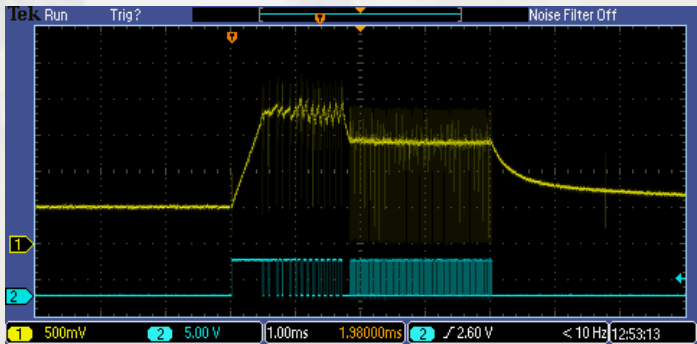 Tek Run Trig? Noise Filter Off
T
T
1
2
1 500mV 2 5.00 V 1.00ms 1.98000ms 2 2.60 V < 10 Hz 12:53:13